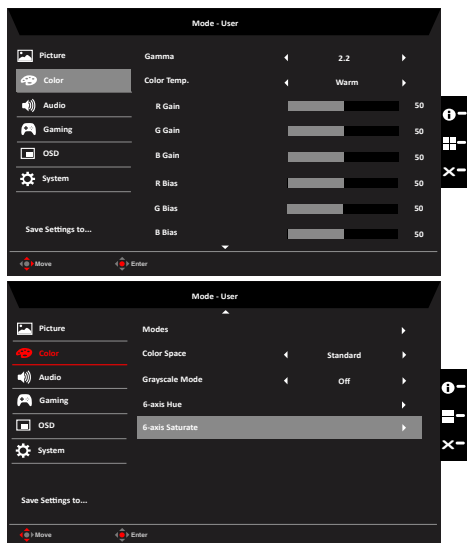 Mode - User
Picture Gamma 2.2
Color Color Temp. Warm
Audio R Gain 50
Gaming G Gain 50
OSD B Gain 50
System R Bias 50
G Bias 50
Save Settings to... B Bias 50
Move Enter
Mode - User
Picture Modes
Color Color Space Standard
Audio Grayscale Mode Off
Gaming 6-axis Hue
OSD 6-axis Saturate
System
Save Settings to...
Move Enter